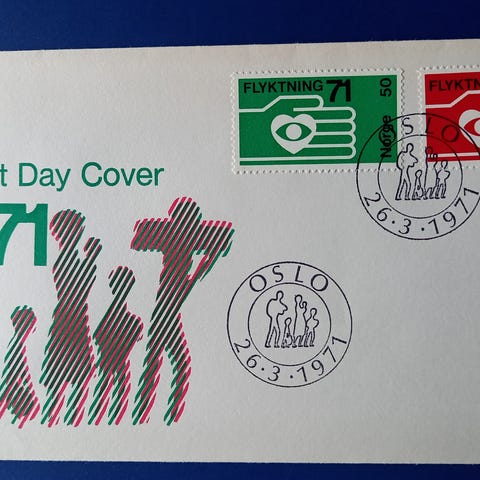 FLYKTNING 71
Norge 50
FLYKTNING
t Day Cover
71
OSLO
26.3.1971
OSLO
26.3.1971